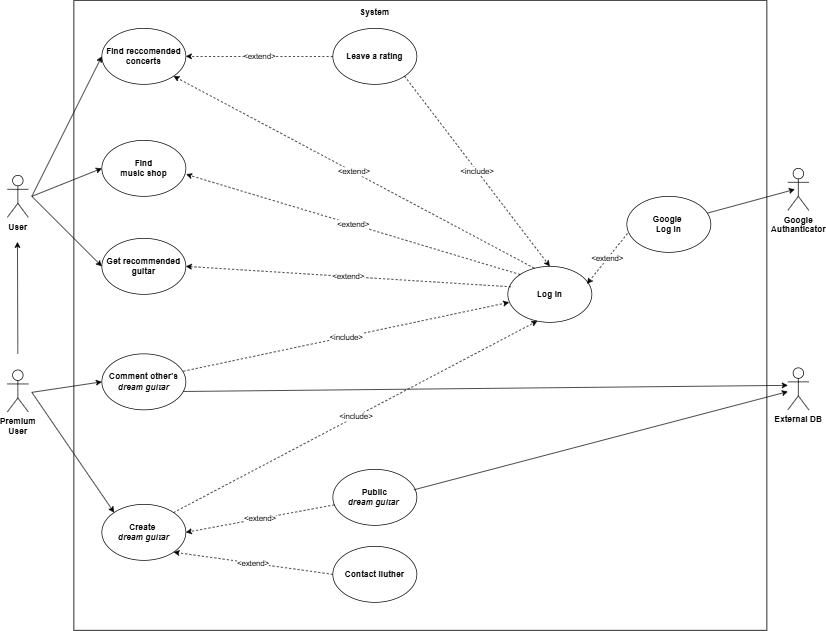 System
Find reccomended
concerts
<extend>
Leave a rating
<extend>
<include>
Find
music shop
User
<extend>
Google
Log in
Google
Authanticator
Get recommended
guitar
<extend>
<extend>
Log in
<include>
Comment other's
dream guitar
Premium
User
External DB
<include>
Public
dream guitar
<extend>
Create
dream guitar
<extend>
Contact liuther